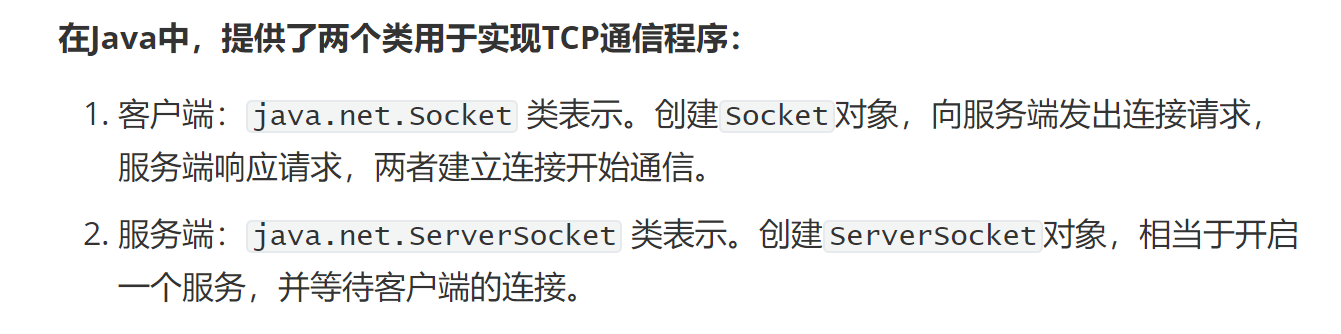 在Java中，提供了两个类用于实现TCP通信程序：
1. 客户端：java.net.Socket 类表示。创建Socket对象，向服务端发出连接请求，
服务端响应请求，两者建立连接开始通信。
2. 服务端：java.net.ServerSocket 类表示。创建ServerSocket对象，相当于开启
一个服务，并等待客户端的连接。